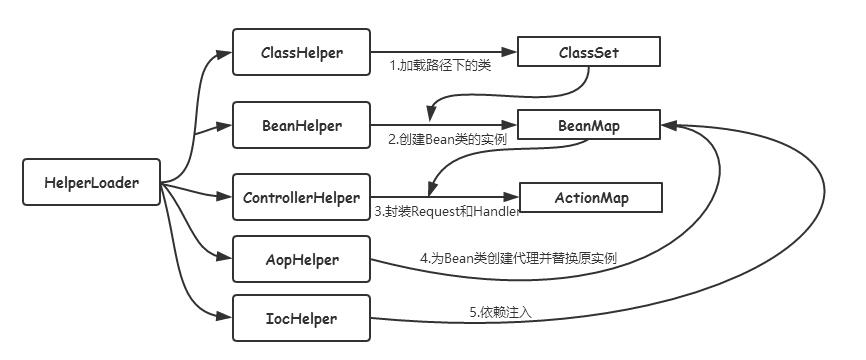 ClassHelper
ClassSet
1.加载路径下的类
BeanHelper
BeanMap
2.创建Bean类的实例
HelperLoader
ControllerHelper
ActionMap
3.封装Request和Handler
AopHelper
4.为Bean类创建代理并替换原实例
IocHelper
5.依赖注入